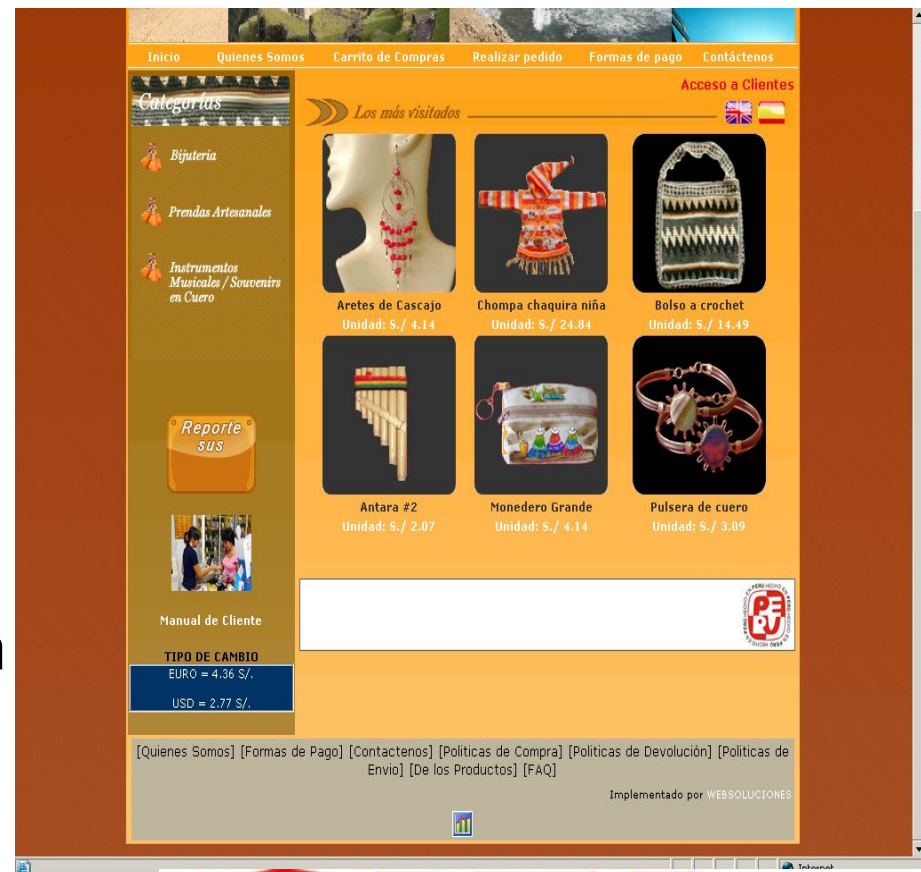 Inicio Quienes Somos Carrito de Compras Realizar pedido Formas de pago Contáctenos
Acceso a Clientes
Categorías
Los más visitados
Bijuteria
Prendas Artesanales
Instrumentos
Musicales / Souvenirs
en Cuero
Aretes de Cascajo Chompa chaquira niña Bolso a crochet
Unidad: S./ 4.14 Unidad: S./ 24.84 Unidad: S./ 14.49
Antara #2 Monedero Grande Pulsera de cuero
Unidad: S./ 2.07 Unidad: S./ 4.14 Unidad: S./ 3.09
Reporte
sus
Manual de Cliente
TIPO DE CAMBIO
EURO = 4.36 S/.
USD = 2.77 S/.
PERU
[Quienes Somos] [Formas de Pago] [Contactenos] [Politicas de Compra] [Politicas de Devolución] [Politicas de
Envio] [De los Productos] [FAQ]
Implementado por WEBSOLUCIONES
Internet